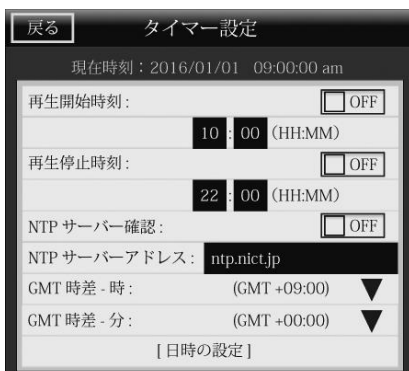 戻る タイマー設定
現在時刻：2016/01/01 09:00:00 am
再生開始時刻： OFF
10 : 00 (HH:MM)
再生停止時刻： OFF
22 : 00 (HH:MM)
NTP サーバー確認： OFF
NTP サーバーアドレス： ntp.nict.jp
GMT 時差 - 時： (GMT +09:00) ▼
GMT 時差 - 分： (GMT +00:00) ▼
[ 日時の設定 ]